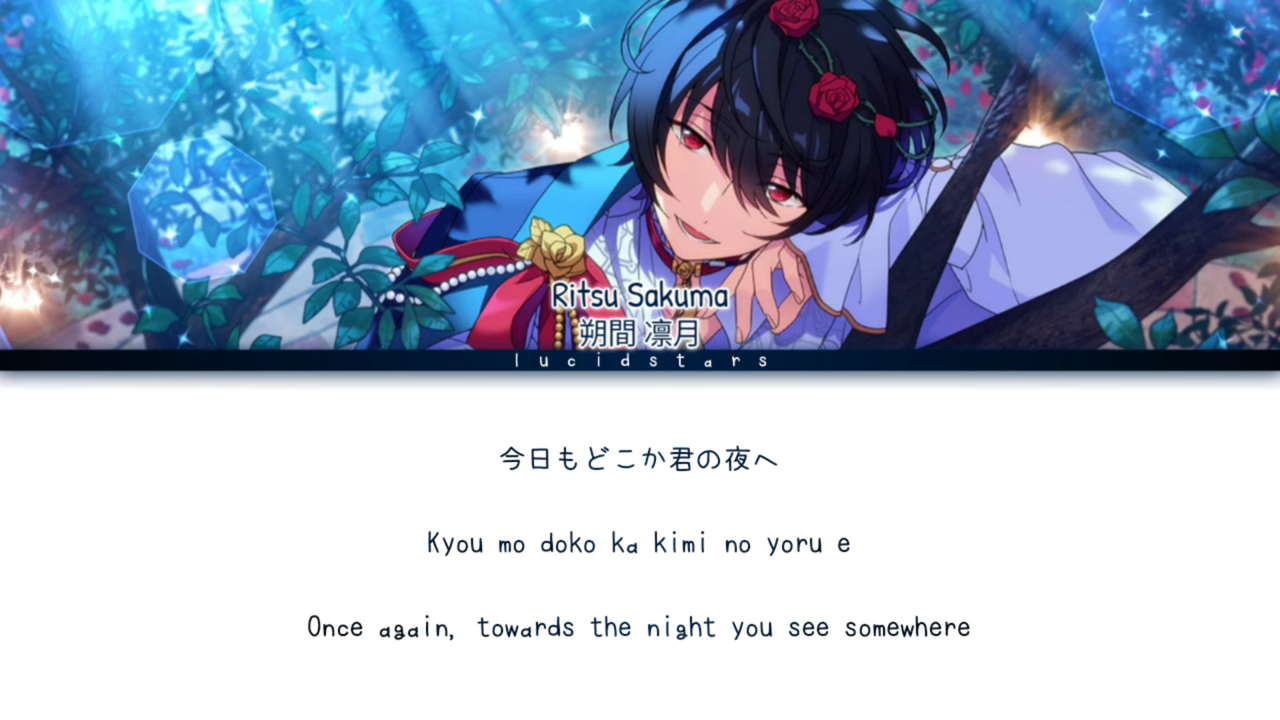 Ritsu Sakuma
朔間 凛月
lucidstars
今日もどこか君の夜へ
Kyou mo doko ka kimi no yoru e
Once again, towards the night you see somewhere